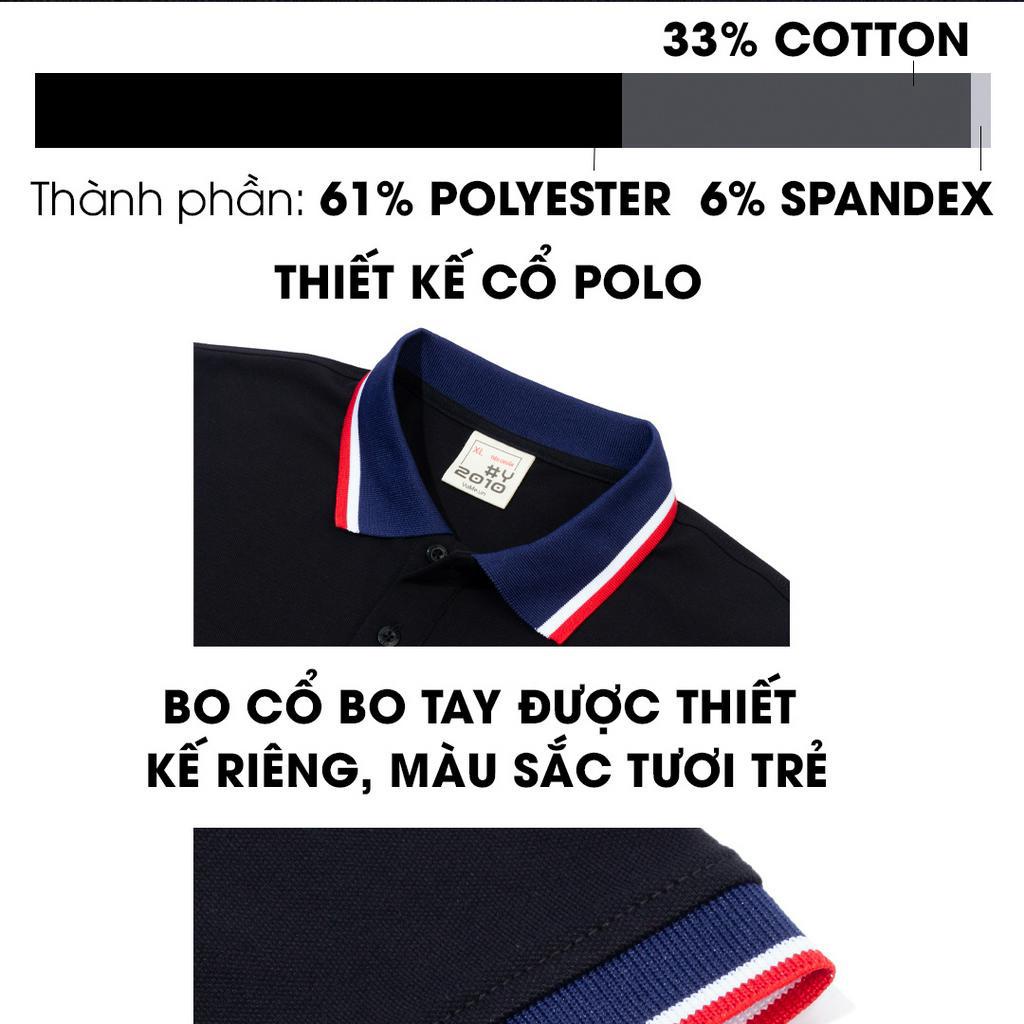 33% COTTON
Thành phần: 61% POLYESTER 6% SPANDEX
THIẾT KẾ CỔ POLO
XL
#Y
2010
BO CỔ BO TAY ĐƯỢC THIẾT
KẾ RIÊNG, MÀU SẮC TƯƠI TRẺ